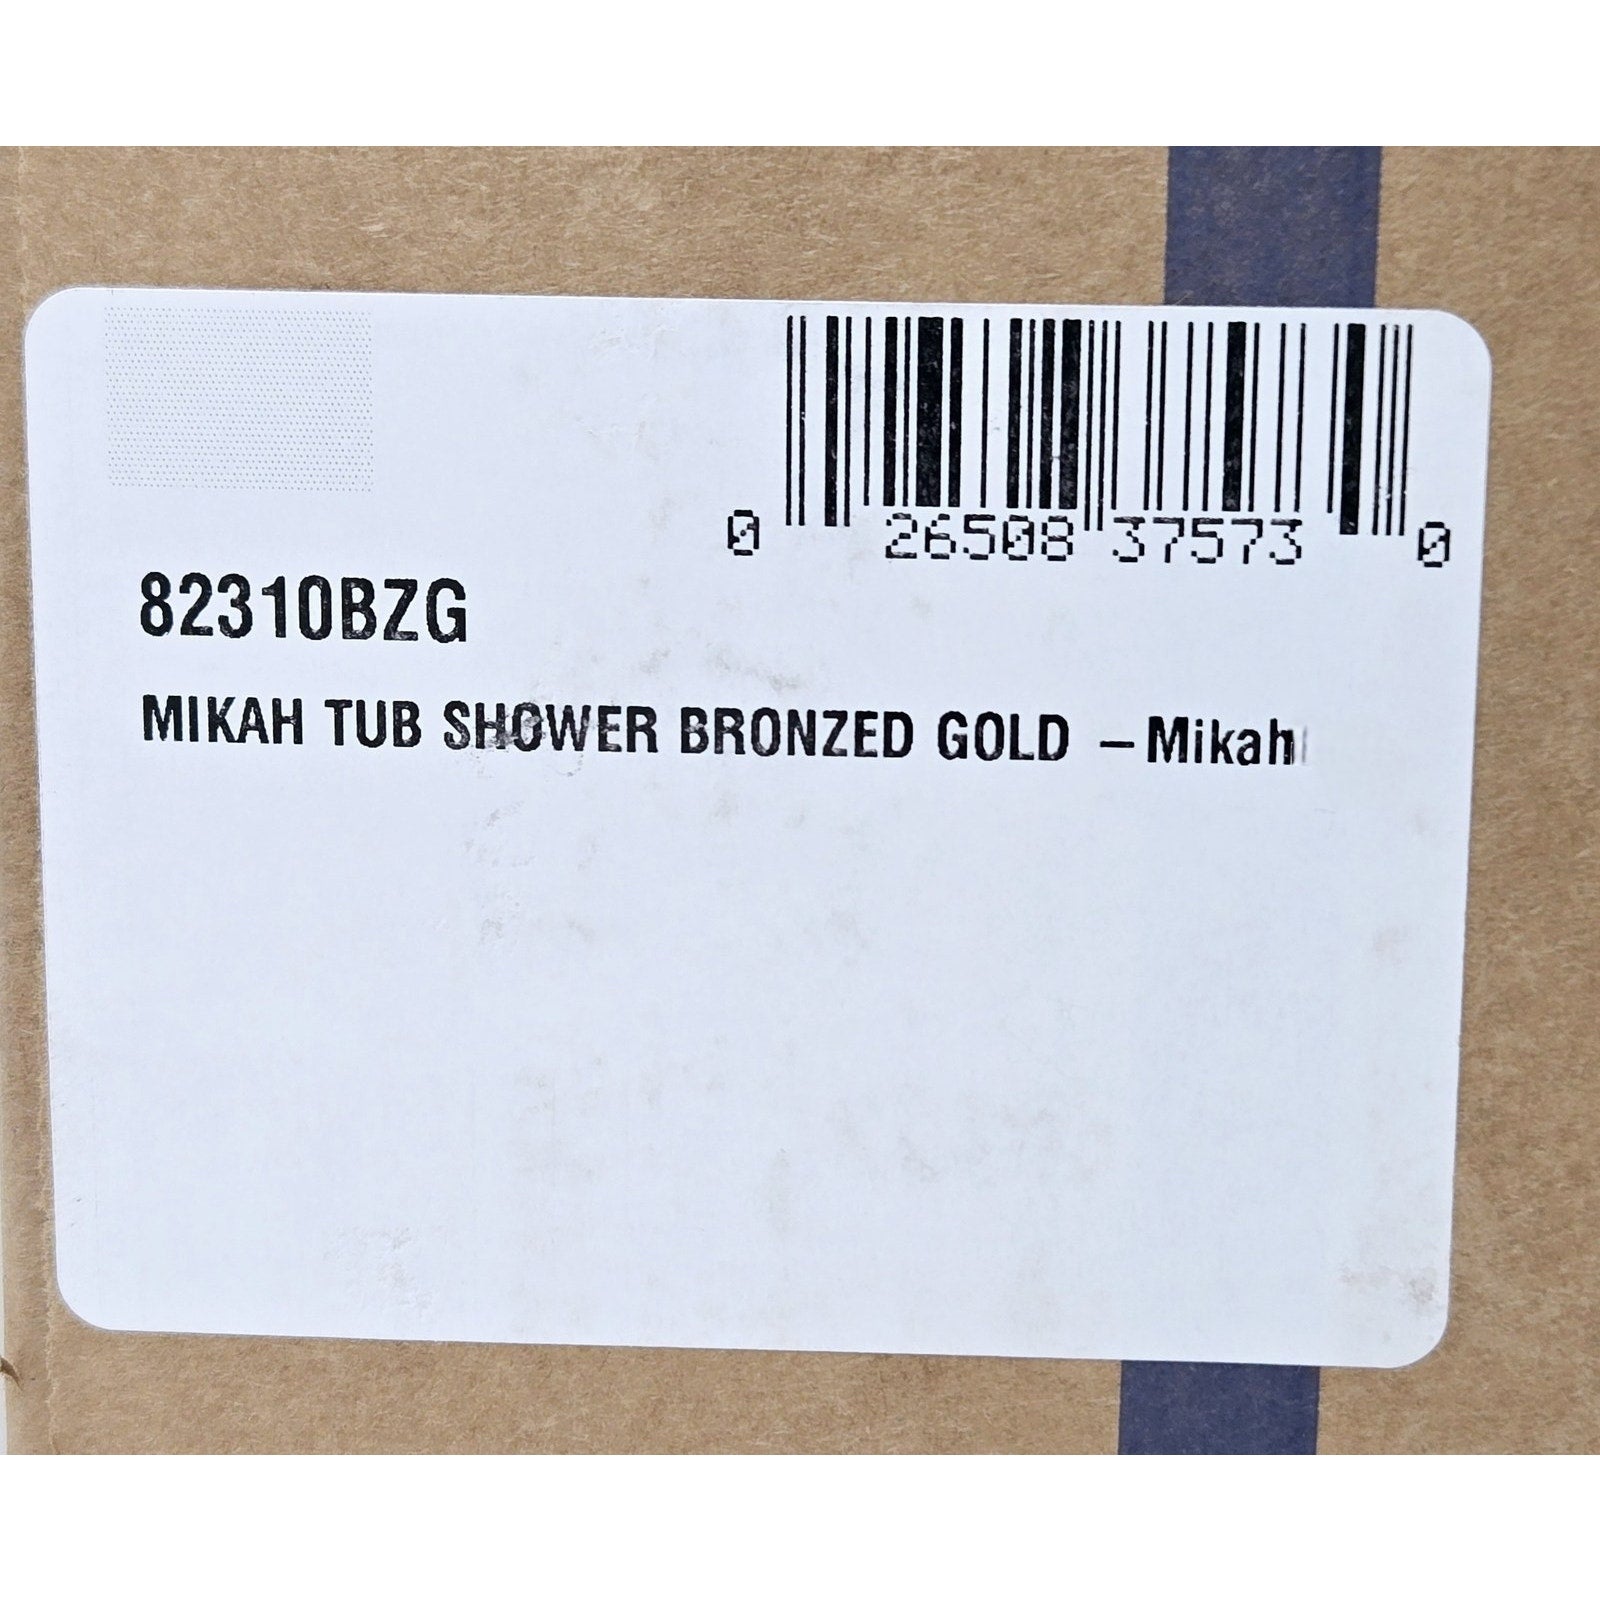 0 26508 37573 0
82310BZG
MIKAH TUB SHOWER BRONZED GOLD –Mikah